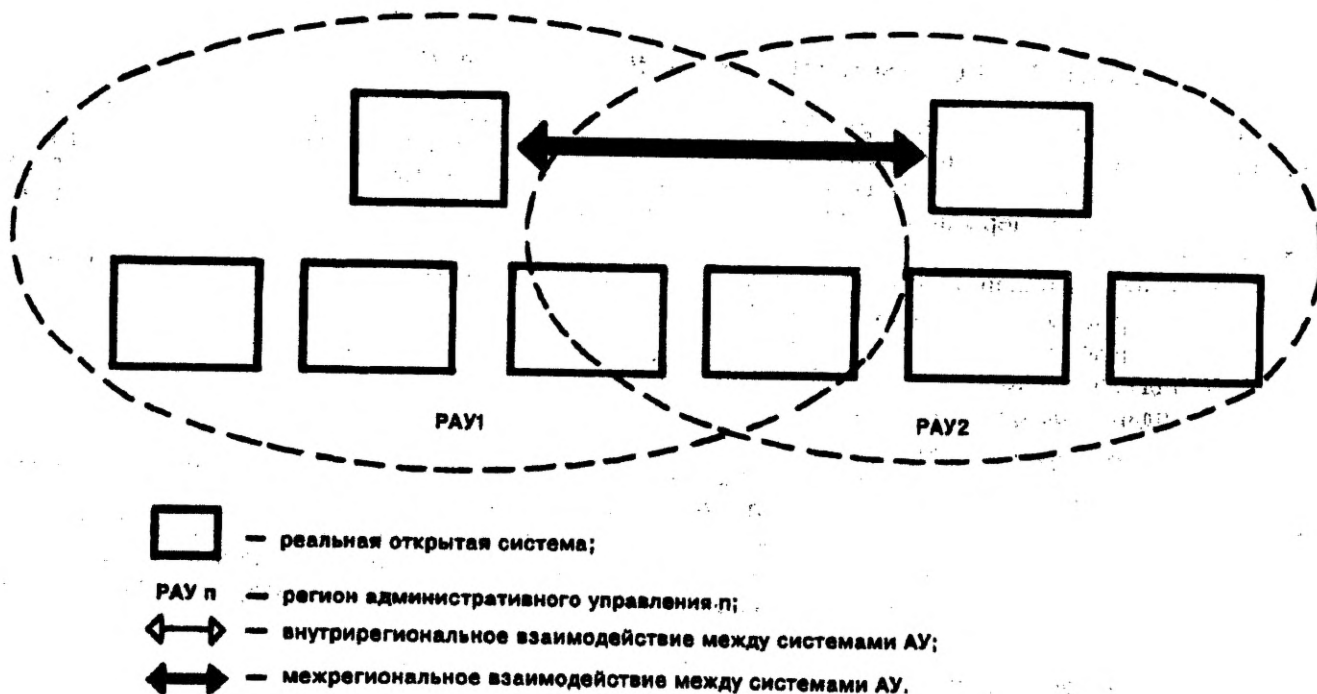 РАУ1
РАУ2
— реальная открытая система;
РАУ п — регион административного управления п;
— внутрирегиональное взаимодействие между системами АУ;
— межрегиональное взаимодействие между системами АУ.